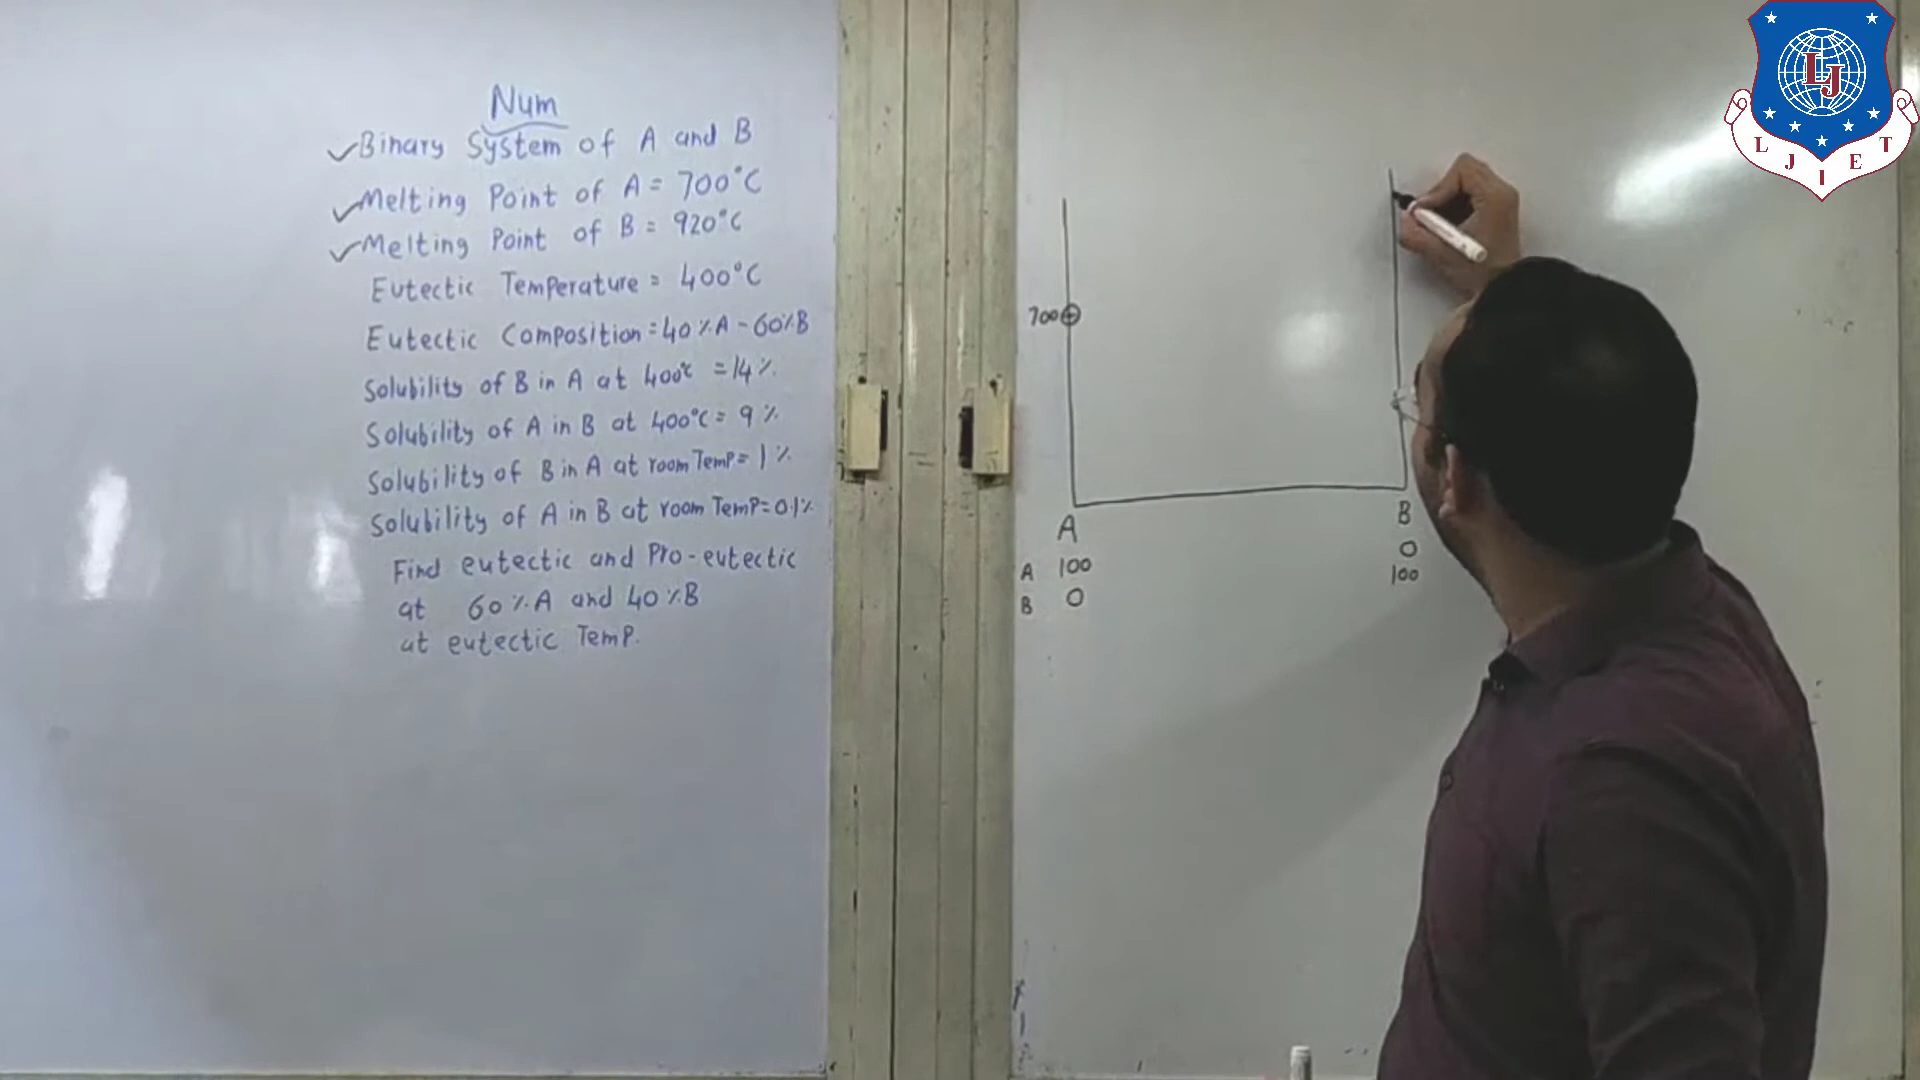 Num
Binary System of A and B
Melting Point of A = 700°C
Melting Point of B = 920°C
Eutectic Temperature = 400°C
Eutectic Composition = 40%A - 60%B
Solubility of B in A at 400°C = 14%
Solubility of A in B at 400°C = 9%
Solubility of B in A at room Temp = 1%
Solubility of A in B at room Temp = 0.1%
Find eutectic and Pro-eutectic
at 60%A and 40%B
at eutectic Temp.
700
A B
A 100 0
B 0 100
LJ
LJIET